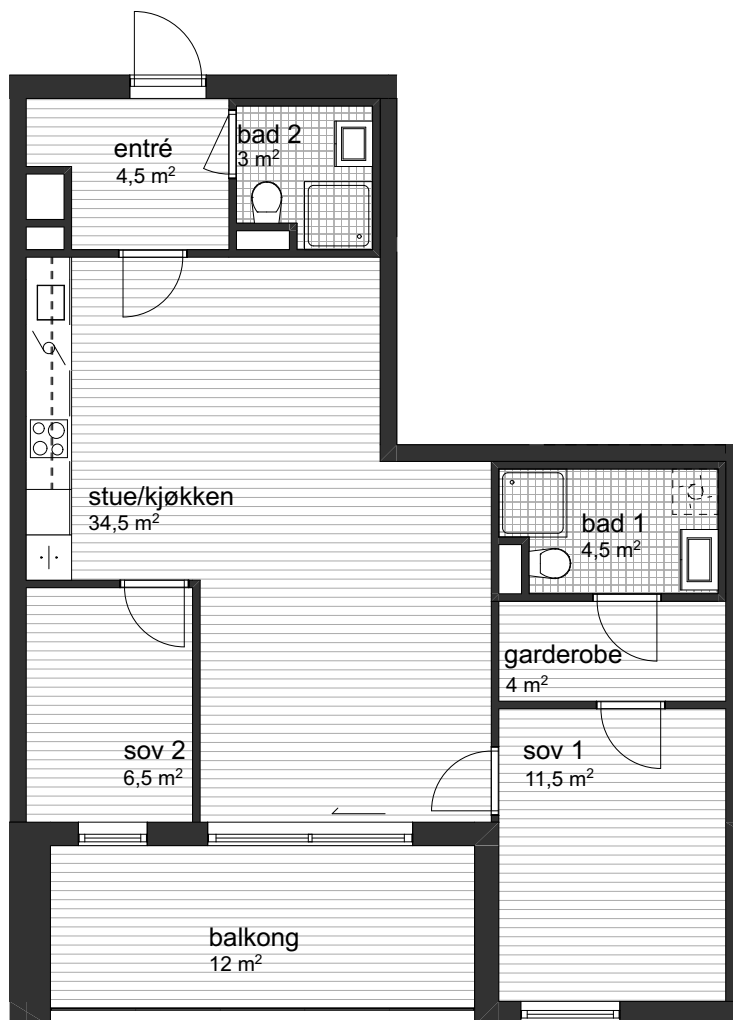 entré
4,5 m²
bad 2
3 m²
stue/kjøkken
34,5 m²
bad 1
4,5 m²
garderobe
4 m²
sov 2
6,5 m²
sov 1
11,5 m²
balkong
12 m²